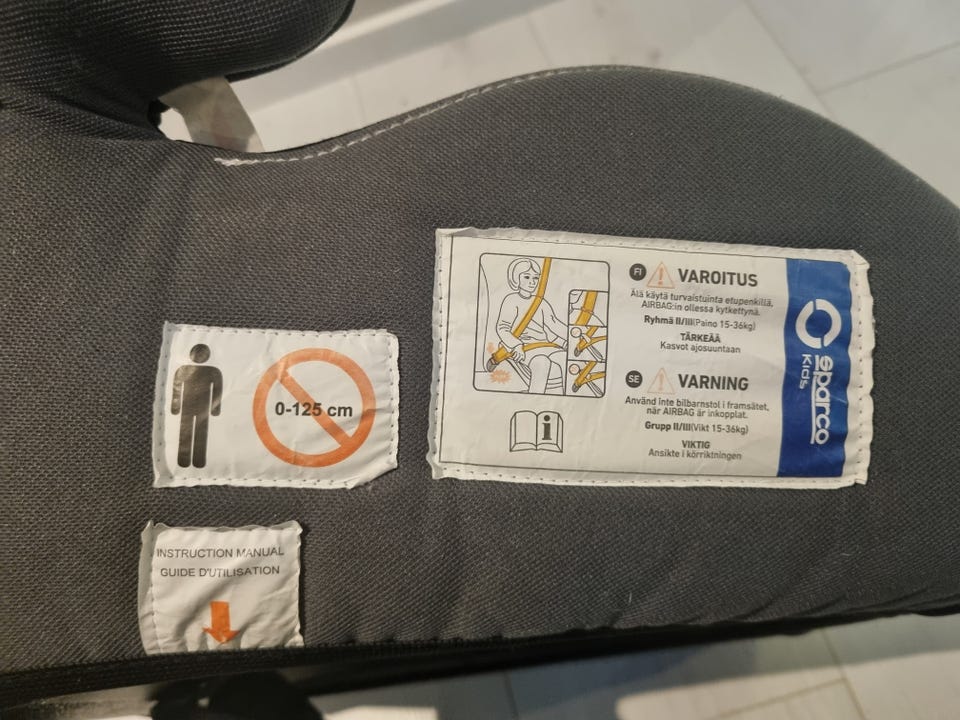 0-125 cm
INSTRUCTION MANUAL
GUIDE D'UTILISATION
FI
VAROITUS
Älä käytä turvaistuinta etupenkillä,
AIRBAG:in ollessa kytkettynä.
Ryhmä II/III(Paino 15-36kg)
TÄRKEÄÄ
Kasvot ajosuuntaan
SE
VARNING
Använd inte bilbarnstol i framsätet,
när AIRBAG är inkopplat.
Grupp II/III(Vikt 15-36kg)
VIKTIG
Ansikte i körriktningen
sparco
Kids